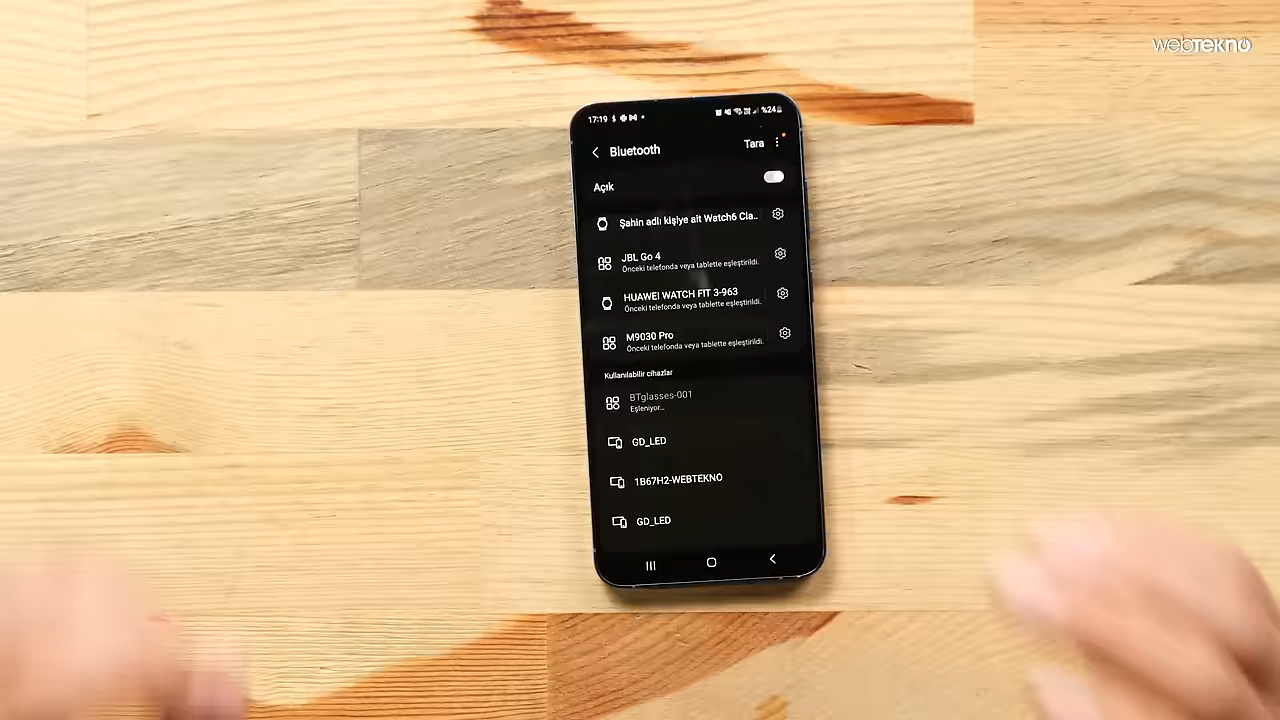 webtekno
17:19
%24
Bluetooth
Tara
Açık
Şahin adlı kişiye ait Watch6 Cla..
JBL Go 4
Önceki telefonda veya tablette eşleştirildi.
HUAWEI WATCH FIT 3-963
Önceki telefonda veya tablette eşleştirildi.
M9030 Pro
Önceki telefonda veya tablette eşleştirildi.
Kullanılabilir cihazlar
BTglasses-001
Eşleniyor...
GD_LED
1B67H2-WEBTEKNO
GD_LED